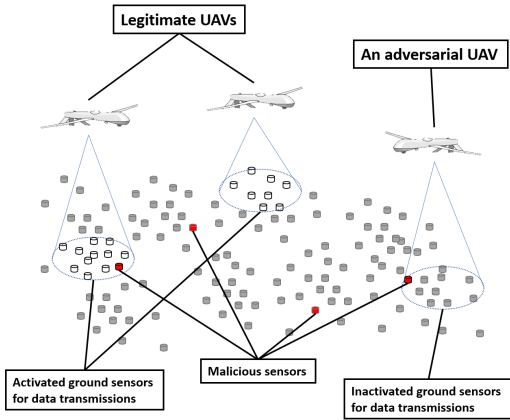 Legitimate UAVs
An adversarial UAV
Activated ground sensors
for data transmissions
Malicious sensors
Inactivated ground sensors
for data transmissions